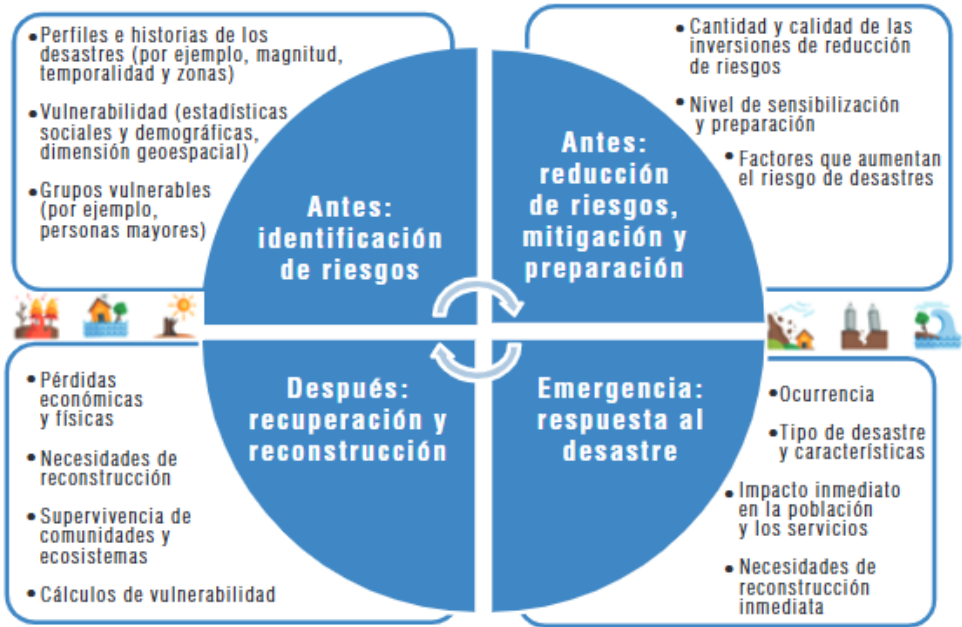 • Perfiles e historias de los
desastres (por ejemplo, magnitud,
temporalidad y zonas)
• Vulnerabilidad (estadísticas
sociales y demográficas,
dimensión geoespacial)
• Grupos vulnerables
(por ejemplo,
personas mayores)
Antes:
identificación
de riesgos
• Cantidad y calidad de las
inversiones de reducción
de riesgos
• Nivel de sensibilización
y preparación
• Factores que aumentan
el riesgo de desastres
Antes:
reducción
de riesgos,
mitigación y
preparación
• Pérdidas
económicas
y físicas
• Necesidades de
reconstrucción
• Supervivencia de
comunidades y
ecosistemas
• Cálculos de vulnerabilidad
Después:
recuperación y
reconstrucción
Emergencia:
respuesta al
desastre
• Ocurrencia
• Tipo de desastre
y características
• Impacto inmediato
en la población
y los servicios
• Necesidades de
reconstrucción
inmediata